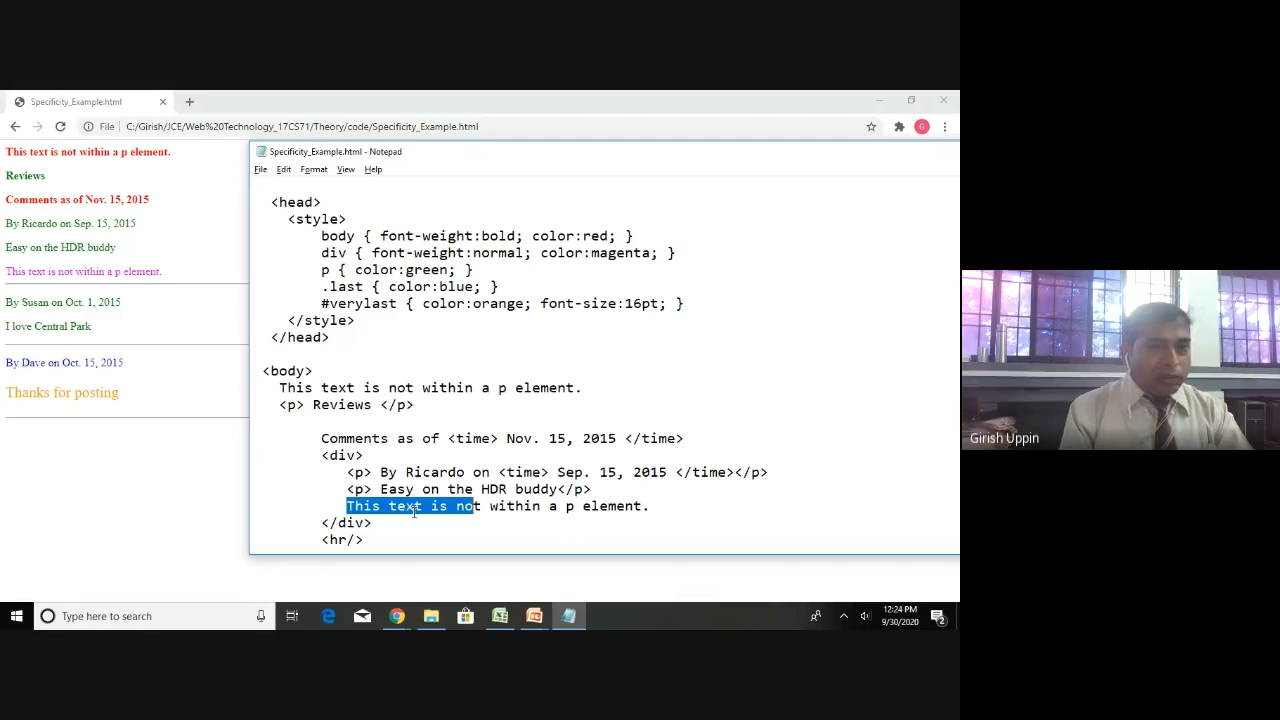 Specificity_Example.html
File C:/Girish/JCE/Web%20Technology_17CS71/Theory/code/Specificity_Example.html
G
This text is not within a p element.
Reviews
Comments as of Nov. 15, 2015
By Ricardo on Sep. 15, 2015
Easy on the HDR buddy
This text is not within a p element.
By Susan on Oct. 1, 2015
I love Central Park
By Dave on Oct. 15, 2015
Thanks for posting
Specificity_Example.html - Notepad
File Edit Format View Help
<head>
<style>
body { font-weight:bold; color:red; }
div { font-weight:normal; color:magenta; }
p { color:green; }
.last { color:blue; }
#verylast { color:orange; font-size:16pt; }
</style>
</head>
<body>
This text is not within a p element.
<p> Reviews </p>
Comments as of <time> Nov. 15, 2015 </time>
<div>
<p> By Ricardo on <time> Sep. 15, 2015 </time></p>
<p> Easy on the HDR buddy</p>
This text is not within a p element.
</div>
<hr/>
Girish Uppin
Type here to search
12:24 PM
9/30/2020
2